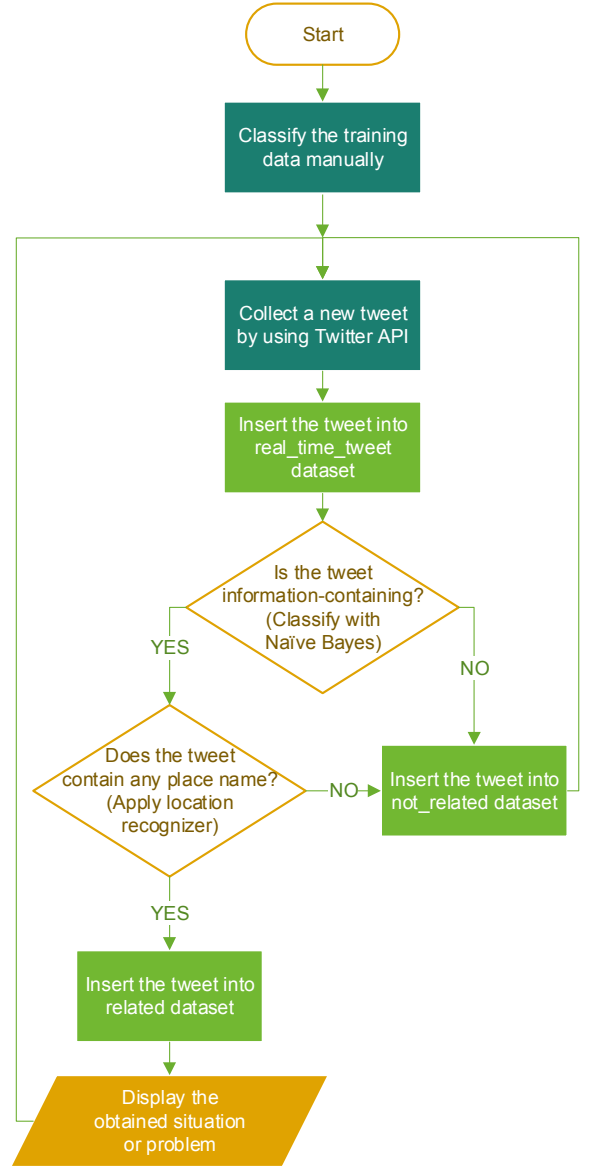 Start
Classify the training
data manually
Collect a new tweet
by using Twitter API
Insert the tweet into
real_time_tweet
dataset
Is the tweet
information-containing?
(Classify with
Naïve Bayes)
YES
NO
Does the tweet
contain any place name?
(Apply location
recognizer)
NO
Insert the tweet into
not_related dataset
YES
Insert the tweet into
related dataset
Display the
obtained situation
or problem